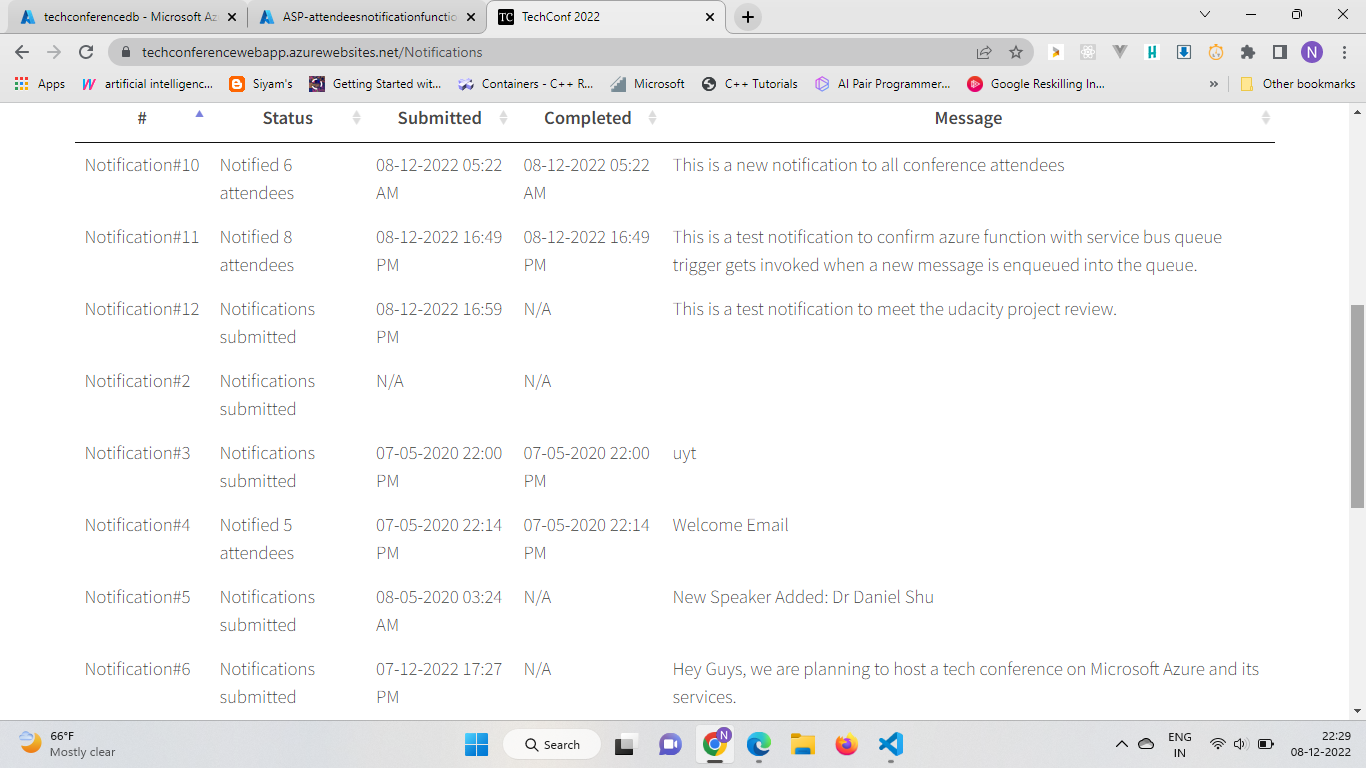 techconferencedb - Microsoft Az
ASP-attendeesnotificationfunctio
TC TechConf 2022
techconferencewebapp.azurewebsites.net/Notifications
N
Apps
artificial intelligenc...
Siyam's
Getting Started wit...
Containers - C++ R...
Microsoft
C++ Tutorials
AI Pair Programmer...
Google Reskilling In...
»
Other bookmarks
# Status Submitted Completed Message
Notification#10 Notified 6 08-12-2022 05:22 08-12-2022 05:22 This is a new notification to all conference attendees
attendees AM AM
Notification#11 Notified 8 08-12-2022 16:49 08-12-2022 16:49 This is a test notification to confirm azure function with service bus queue
attendees PM PM trigger gets invoked when a new message is enqueued into the queue.
Notification#12 Notifications 08-12-2022 16:59 N/A This is a test notification to meet the udacity project review.
submitted PM
Notification#2 Notifications N/A N/A
submitted
Notification#3 Notifications 07-05-2020 22:00 07-05-2020 22:00 uyt
submitted PM PM
Notification#4 Notified 5 07-05-2020 22:14 07-05-2020 22:14 Welcome Email
attendees PM PM
Notification#5 Notifications 08-05-2020 03:24 N/A New Speaker Added: Dr Daniel Shu
submitted AM
Notification#6 Notifications 07-12-2022 17:27 N/A Hey Guys, we are planning to host a tech conference on Microsoft Azure and its
submitted PM services.
66°F
Mostly clear
Search
N
ENG
IN
22:29
08-12-2022